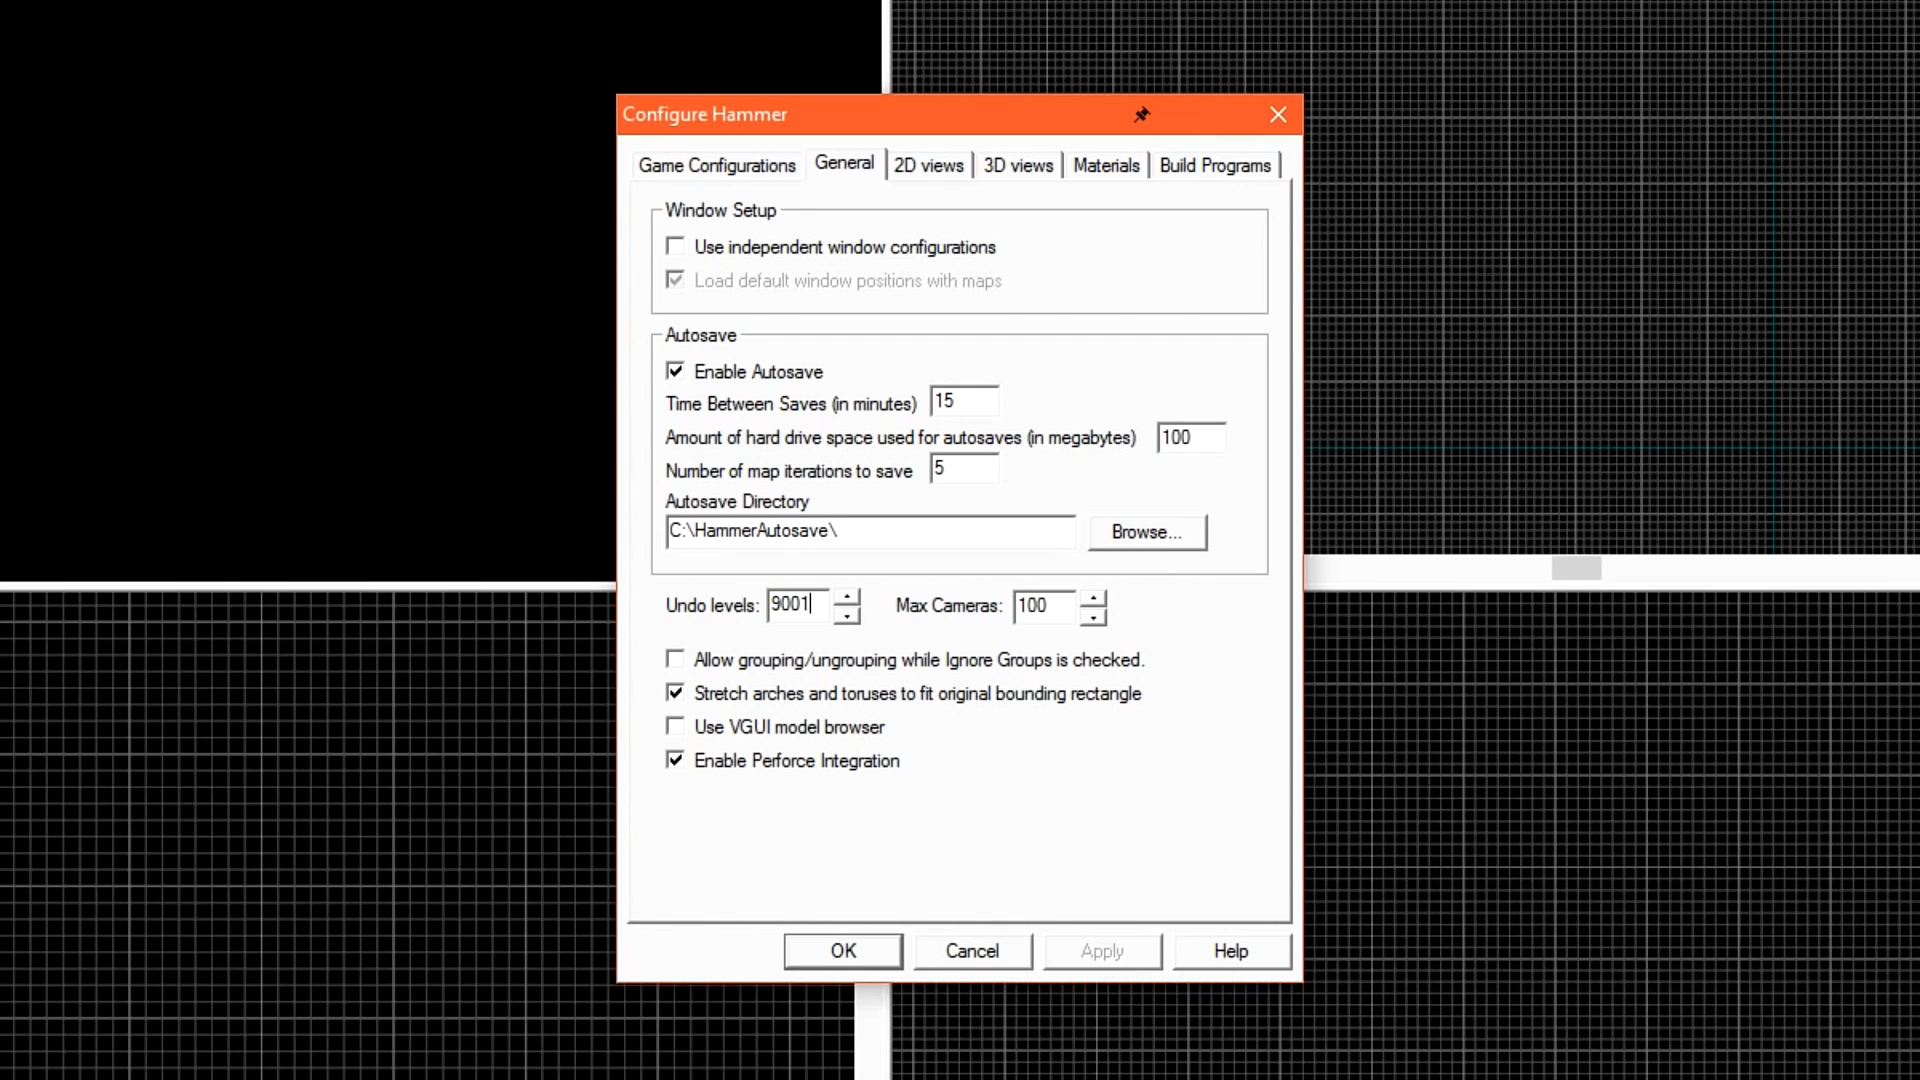 Configure Hammer
Game Configurations General 2D views 3D views Materials Build Programs
Window Setup
Use independent window configurations
Load default window positions with maps
Autosave
Enable Autosave
Time Between Saves (in minutes) 15
Amount of hard drive space used for autosaves (in megabytes) 100
Number of map iterations to save 5
Autosave Directory
C:\HammerAutosave\ Browse...
Undo levels: 9001 Max Cameras: 100
Allow grouping/ungrouping while Ignore Groups is checked.
Stretch arches and toruses to fit original bounding rectangle
Use VGUI model browser
Enable Perforce Integration
OK Cancel Apply Help